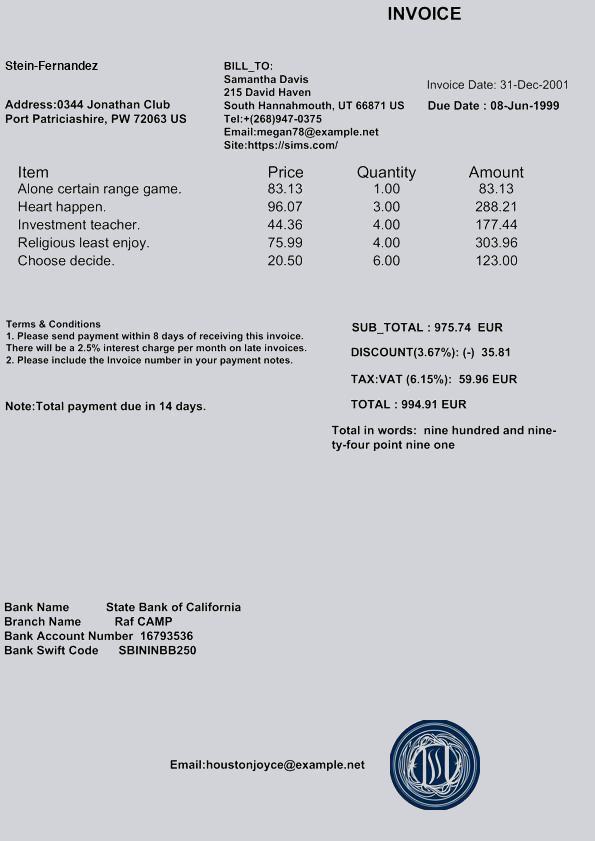 INVOICE
Stein-Fernandez
Address:0344 Jonathan Club
Port Patriciashire, PW 72063 US
BILL_TO:
Samantha Davis
215 David Haven
South Hannahmouth, UT 66871 US
Tel:+(268)947-0375
Email:megan78@example.net
Site:https://sims.com/
Invoice Date: 31-Dec-2001
Due Date : 08-Jun-1999
Item Price Quantity Amount
Alone certain range game. 83.13 1.00 83.13
Heart happen. 96.07 3.00 288.21
Investment teacher. 44.36 4.00 177.44
Religious least enjoy. 75.99 4.00 303.96
Choose decide. 20.50 6.00 123.00
Terms & Conditions
1. Please send payment within 8 days of receiving this invoice.
There will be a 2.5% interest charge per month on late invoices.
2. Please include the Invoice number in your payment notes.
Note:Total payment due in 14 days.
SUB_TOTAL : 975.74 EUR
DISCOUNT(3.67%): (-) 35.81
TAX:VAT (6.15%): 59.96 EUR
TOTAL : 994.91 EUR
Total in words: nine hundred and nine-
ty-four point nine one
Bank Name State Bank of California
Branch Name Raf CAMP
Bank Account Number 16793536
Bank Swift Code SBININBB250
Email:houstonjoyce@example.net